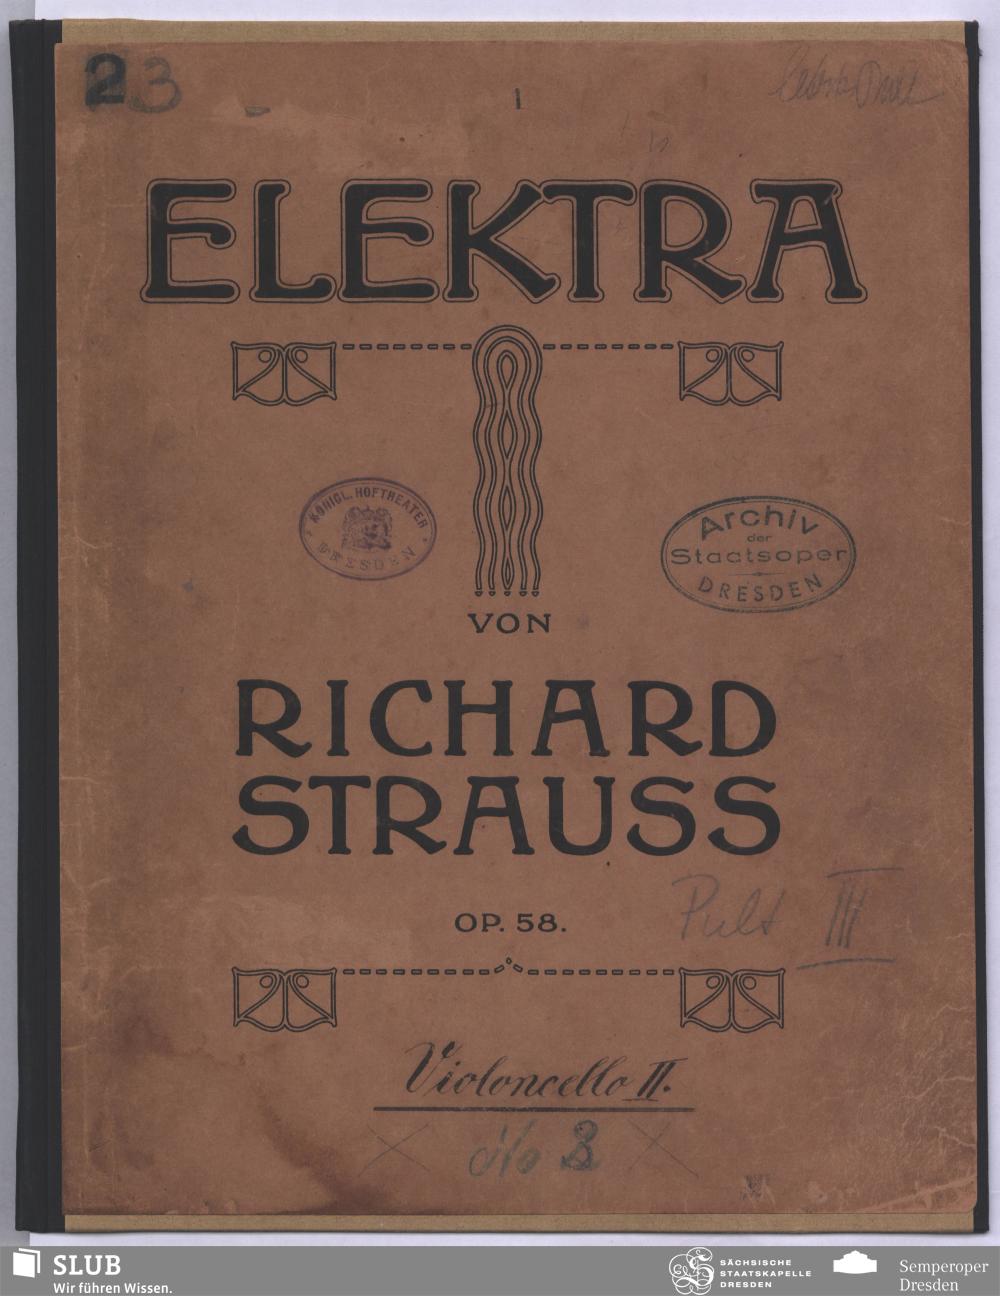 23
ELEKTRA
KÖNIGL. HOFTHEATER
DRESDEN
Archiv
der
Staatsoper
DRESDEN
VON
RICHARD
STRAUSS
OP. 58.
Pult III
Violoncello II.
No 3
SLUB
Wir führen Wissen.
SÄCHSISCHE
STAATSKAPELLE
DRESDEN
Semperoper
Dresden